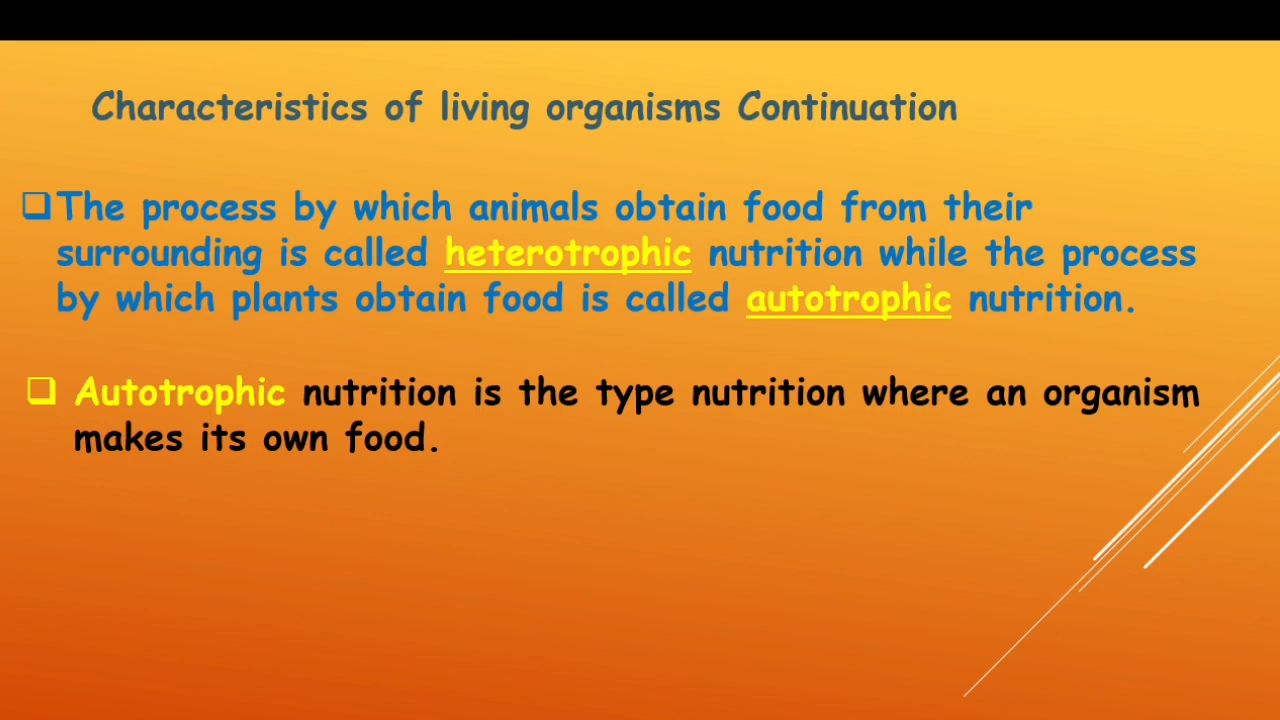 Characteristics of living organisms Continuation
The process by which animals obtain food from their
surrounding is called heterotrophic nutrition while the process
by which plants obtain food is called autotrophic nutrition.
Autotrophic nutrition is the type nutrition where an organism
makes its own food.